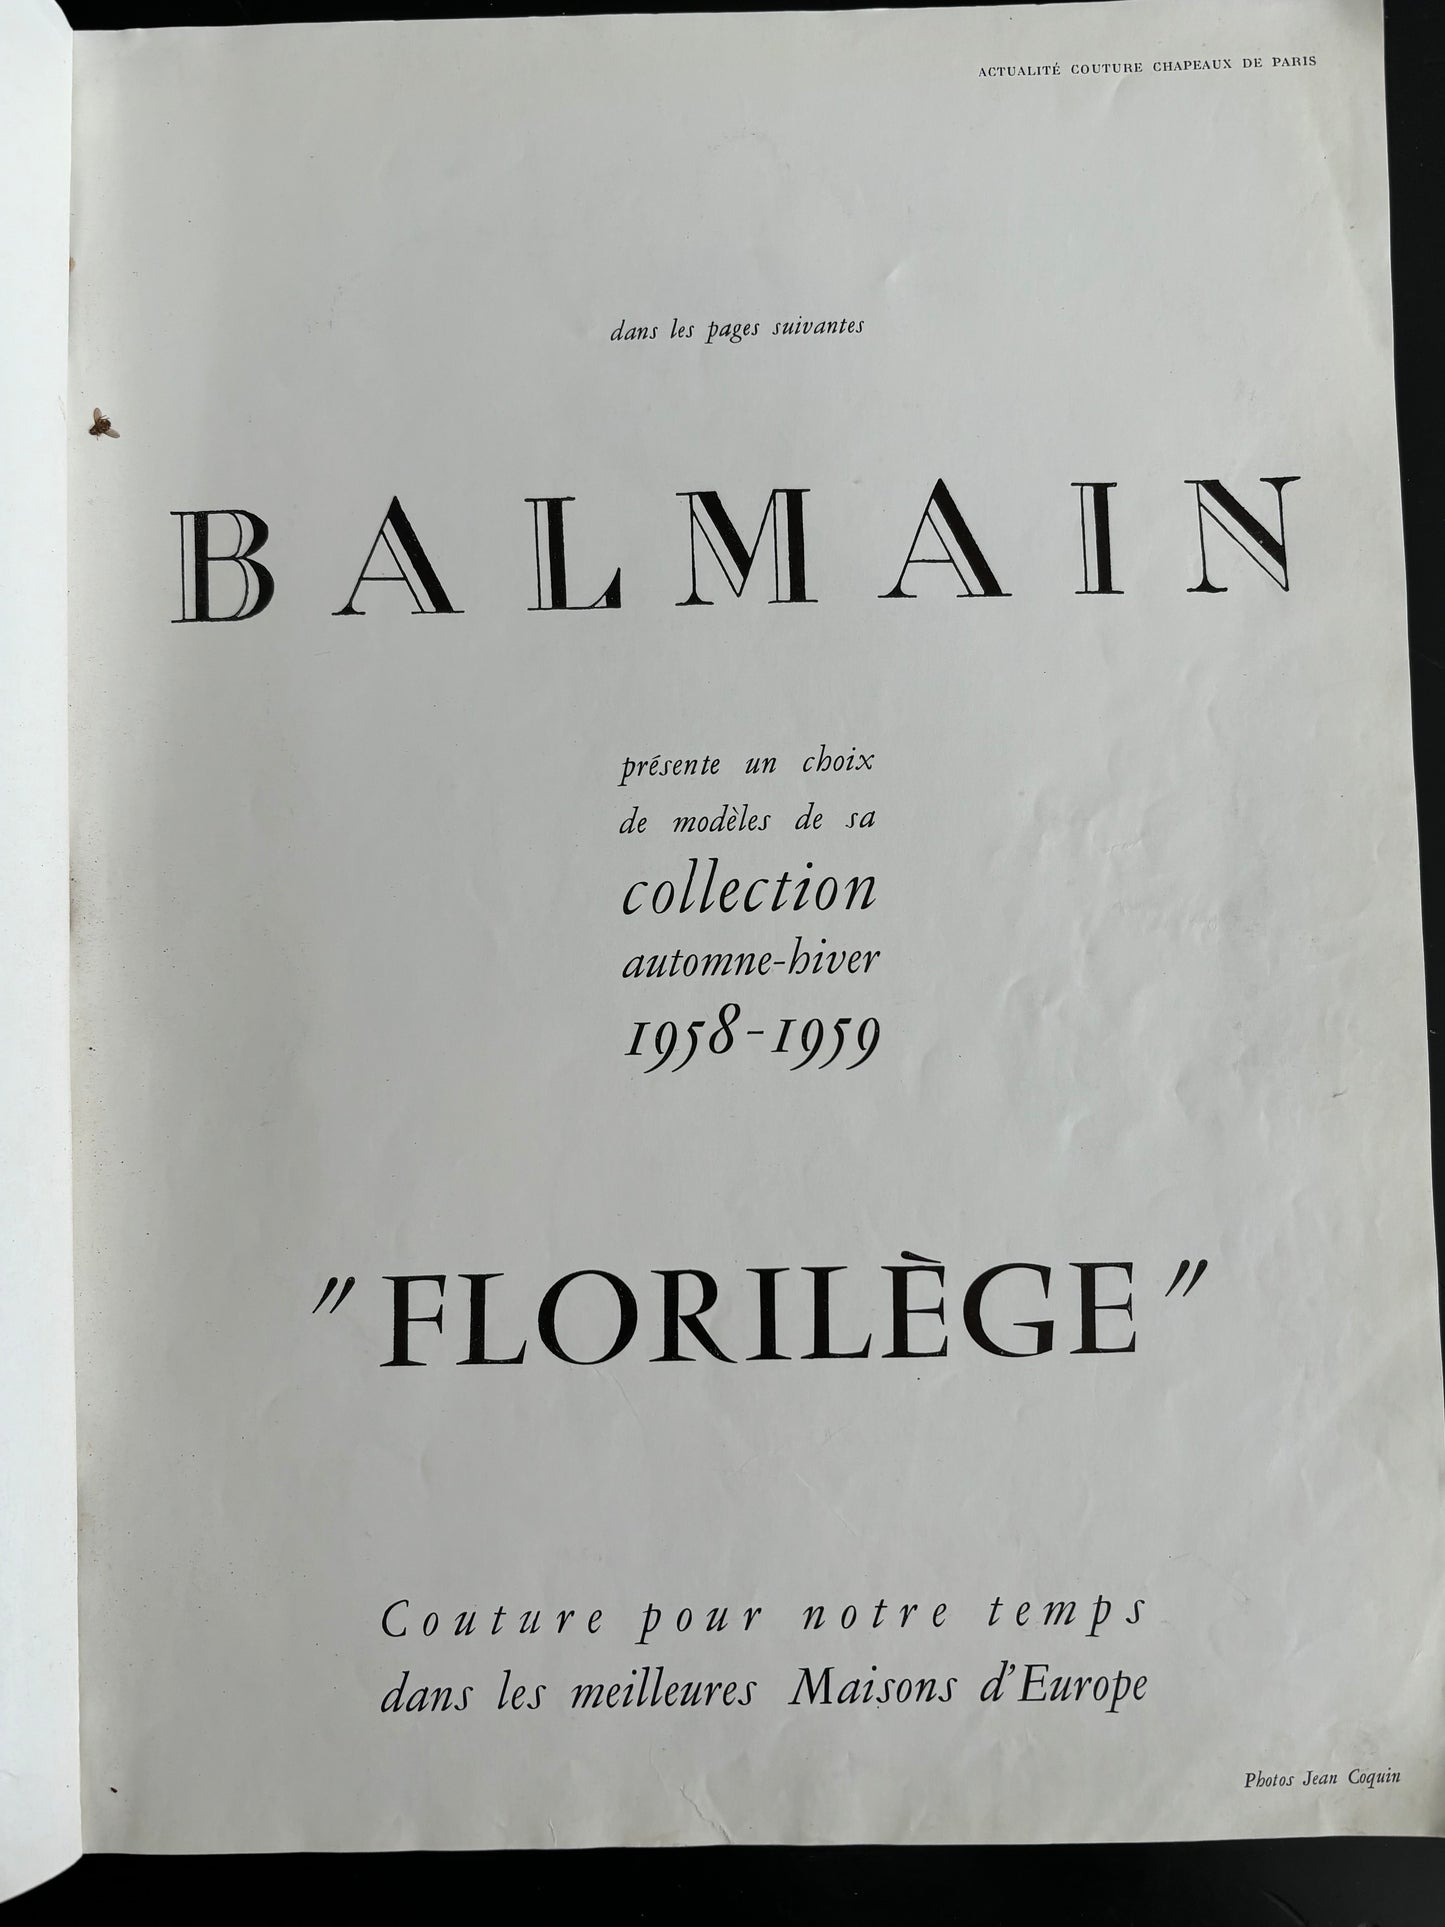 ACTUALITÉ COUTURE CHAPEAUX DE PARIS
dans les pages suivantes
BALMAIN
présente un choix
de modèles de sa
collection
automne-hiver
1958-1959
"FLORILÈGE"
Couture pour notre temps
dans les meilleures Maisons d'Europe
Photos Jean Coquin